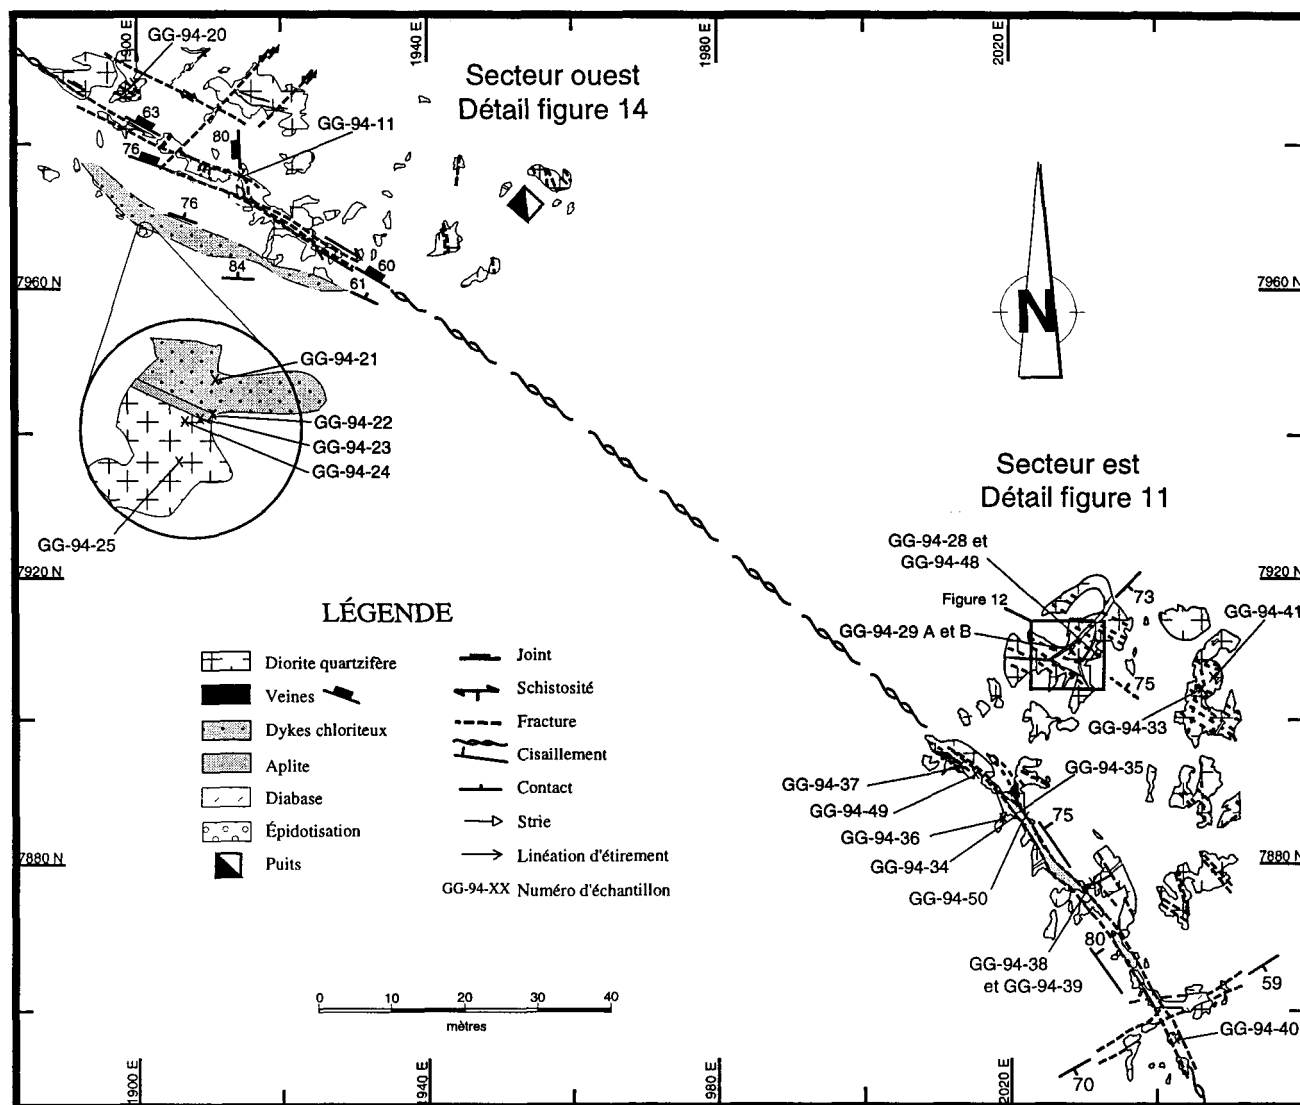 1900 E
1940 E
1980 E
2020 E
GG-94-20
Secteur ouest
Détail figure 14
63
80
GG-94-11
76
76
84
60
61
7960 N
7960 N
N
GG-94-21
GG-94-22
GG-94-23
GG-94-24
GG-94-25
Secteur est
Détail figure 11
GG-94-28 et
GG-94-48
7920 N
7920 N
Figure 12
73
GG-94-41
GG-94-29 A et B
75
GG-94-33
GG-94-37
GG-94-35
GG-94-49
75
GG-94-36
GG-94-34
7880 N
7880 N
GG-94-50
80
GG-94-38
et GG-94-39
59
GG-94-40
70
LÉGENDE
Diorite quartzifère
Veines
Dykes chloriteux
Aplite
Diabase
Épidotisation
Puits
Joint
Schistosité
Fracture
Cisaillement
Contact
Strie
Linéation d'étirement
GG-94-XX Numéro d'échantillon
0 10 20 30 40
mètres
1900 E
1940 E
1980 E
2020 E